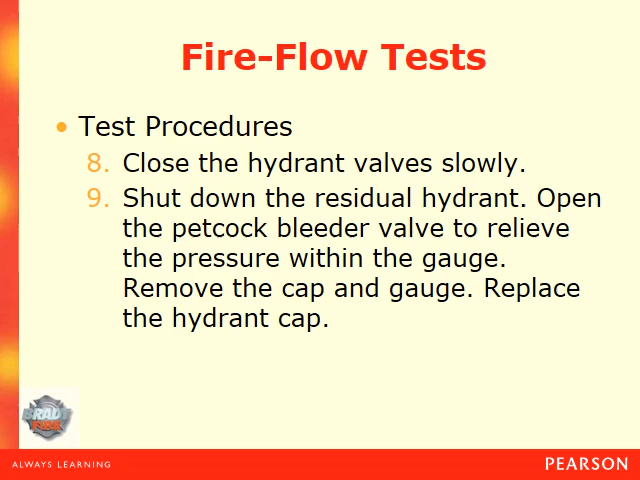 Fire-Flow Tests
• Test Procedures
8. Close the hydrant valves slowly.
9. Shut down the residual hydrant. Open
the petcock bleeder valve to relieve
the pressure within the gauge.
Remove the cap and gauge. Replace
the hydrant cap.
BRADY
FIRE
ALWAYS LEARNING
PEARSON